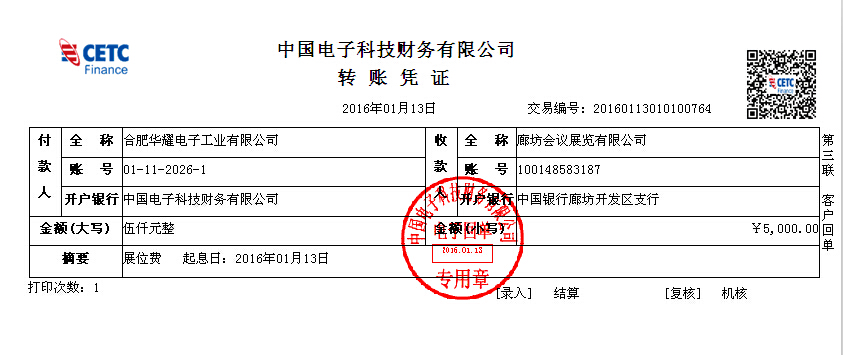 CETC
Finance
中国电子科技财务有限公司
转 账 凭 证
2016年01月13日 交易编号：20160113010100764
付款人 全 称 合肥华耀电子工业有限公司 收款人 全 称 廊坊会议展览有限公司
账 号 01-11-2026-1 账 号 100148583187
开户银行 中国电子科技财务有限公司 开户银行 中国银行廊坊开发区支行
金额(大写) 伍仟元整 金额(小写) ￥5,000.00
摘要 展位费 起息日：2016年01月13日
第三联 客户回单
中国电子科技财务有限公司
电子回单
2016.01.13
专用章
打印次数：1 [录入] 结算 [复核] 机核
CETC